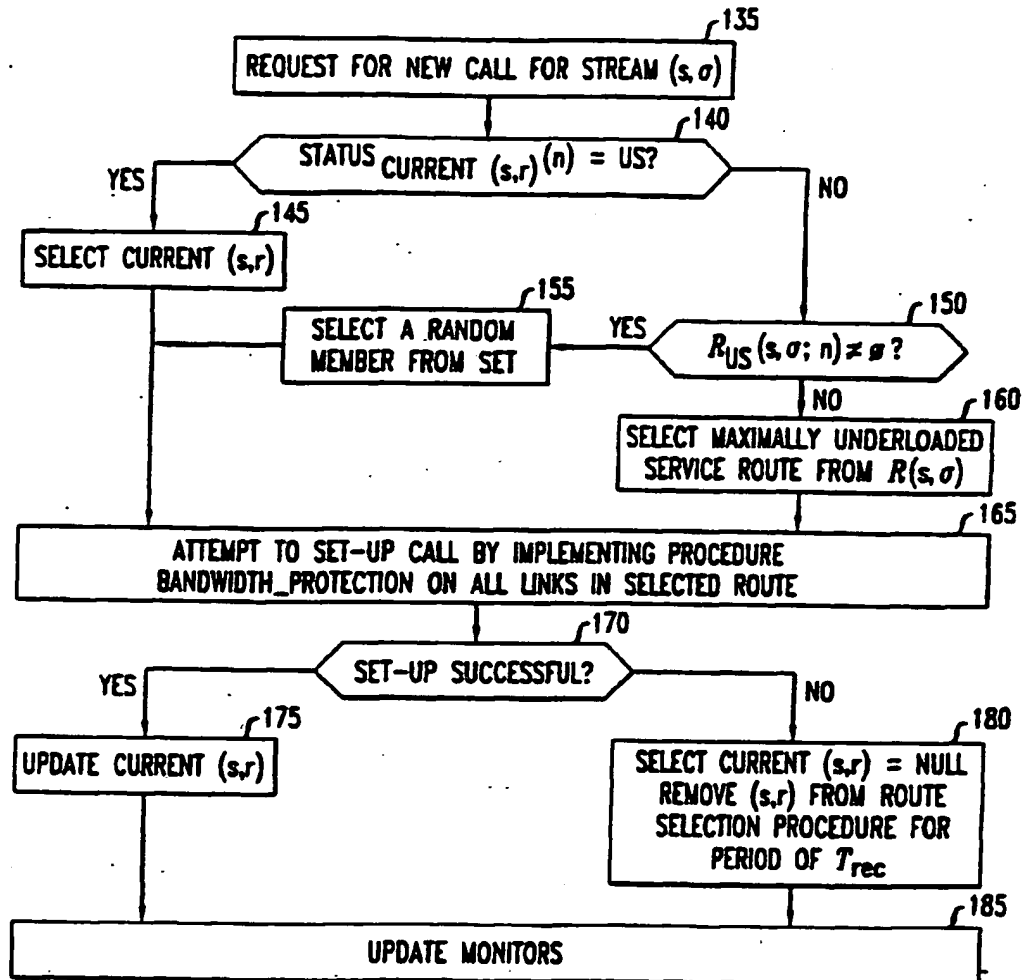 135
REQUEST FOR NEW CALL FOR STREAM (s, σ)
140
STATUS CURRENT (s,r) (n) = US?
YES
NO
145
SELECT CURRENT (s,r)
155
SELECT A RANDOM
MEMBER FROM SET
YES
150
R_US (s, σ; n) ≠ ø ?
NO
160
SELECT MAXIMALLY UNDERLOADED
SERVICE ROUTE FROM R(s, σ)
165
ATTEMPT TO SET-UP CALL BY IMPLEMENTING PROCEDURE
BANDWIDTH_PROTECTION ON ALL LINKS IN SELECTED ROUTE
170
SET-UP SUCCESSFUL?
YES
NO
175
UPDATE CURRENT (s,r)
180
SELECT CURRENT (s,r) = NULL
REMOVE (s,r) FROM ROUTE
SELECTION PROCEDURE FOR
PERIOD OF T_rec
185
UPDATE MONITORS